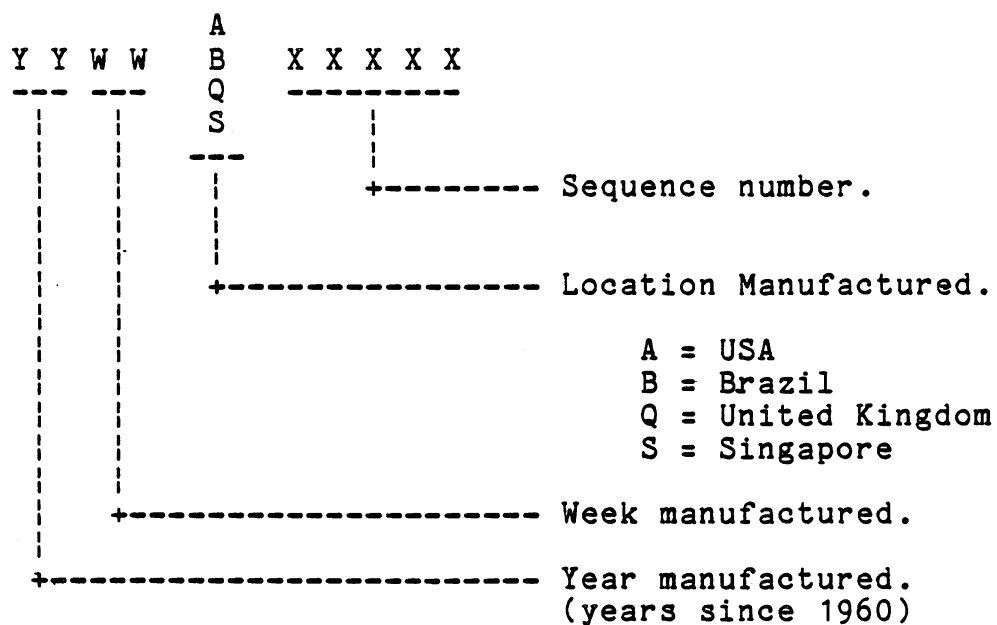 A
Y Y W W B X X X X X
Q
S
Sequence number.
Location Manufactured.
A = USA
B = Brazil
Q = United Kingdom
S = Singapore
Week manufactured.
Year manufactured.
(years since 1960)